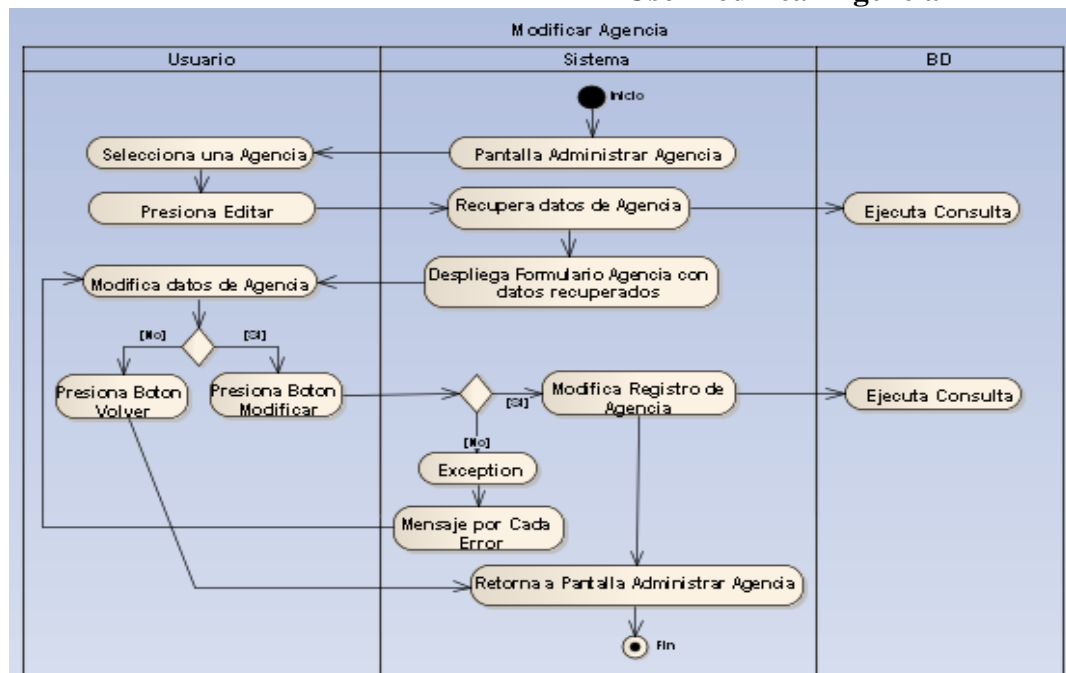 Modificar Agencia
Usuario
Sistema
BD
Inicio
Selecciona una Agencia
Pantalla Administrar Agencia
Presiona Editar
Recupera datos de Agencia
Ejecuta Consulta
Modifica datos de Agencia
Despliega Formulario Agencia con
datos recuperados
[No]
[Si]
Presiona Boton
Volver
Presiona Boton
Modificar
[Si]
Modifica Registro de
Agencia
Ejecuta Consulta
[No]
Exception
Mensaje por Cada
Error
Retorna a Pantalla Administrar Agencia
Fin